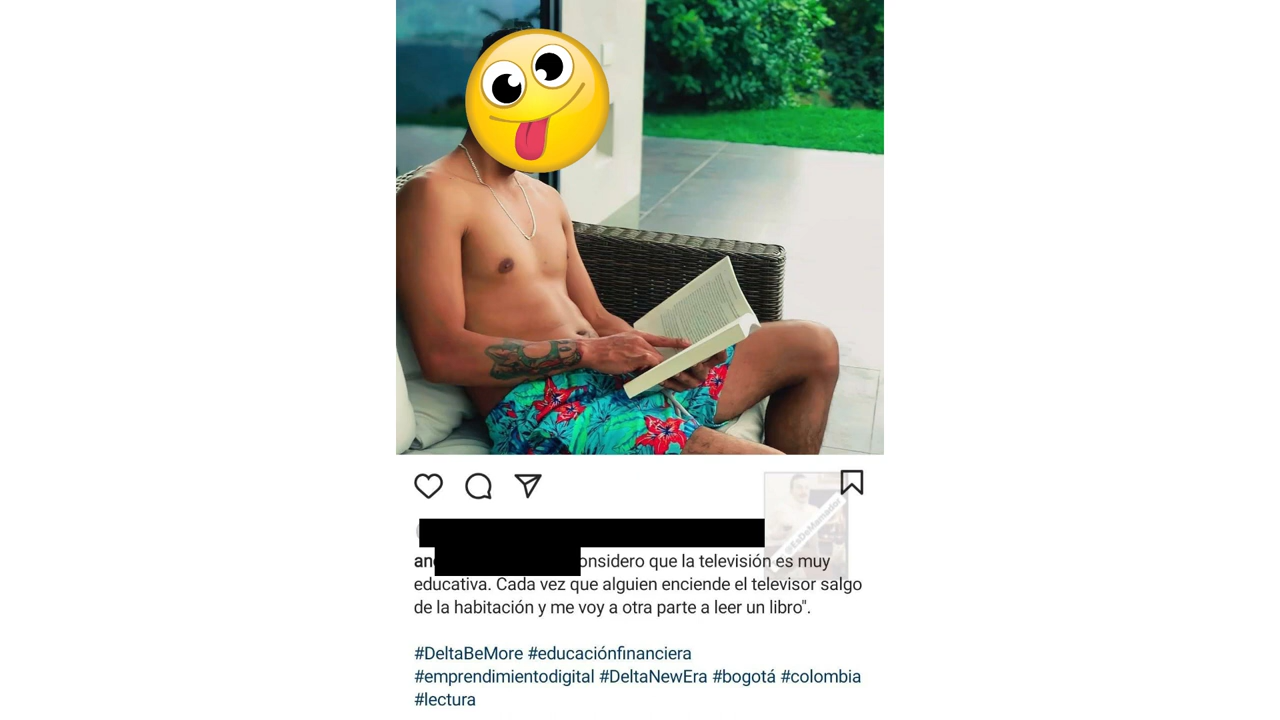 @EsDeMamador
onsidero que la televisión es muy
educativa. Cada vez que alguien enciende el televisor salgo
de la habitación y me voy a otra parte a leer un libro".
#DeltaBeMore #educaciónfinanciera
#emprendimientodigital #DeltaNewEra #bogotá #colombia
#lectura